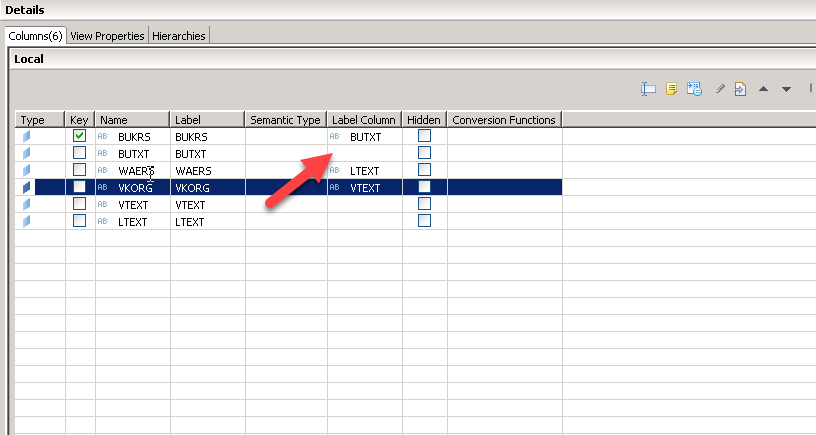 Details
Columns(6) View Properties Hierarchies
Local
Type Key Name Label Semantic Type Label Column Hidden Conversion Functions
AB BUKRS BUKRS AB BUTXT
AB BUTXT BUTXT
AB WAERS WAERS AB LTEXT
AB VKORG VKORG AB VTEXT
AB VTEXT VTEXT
AB LTEXT LTEXT